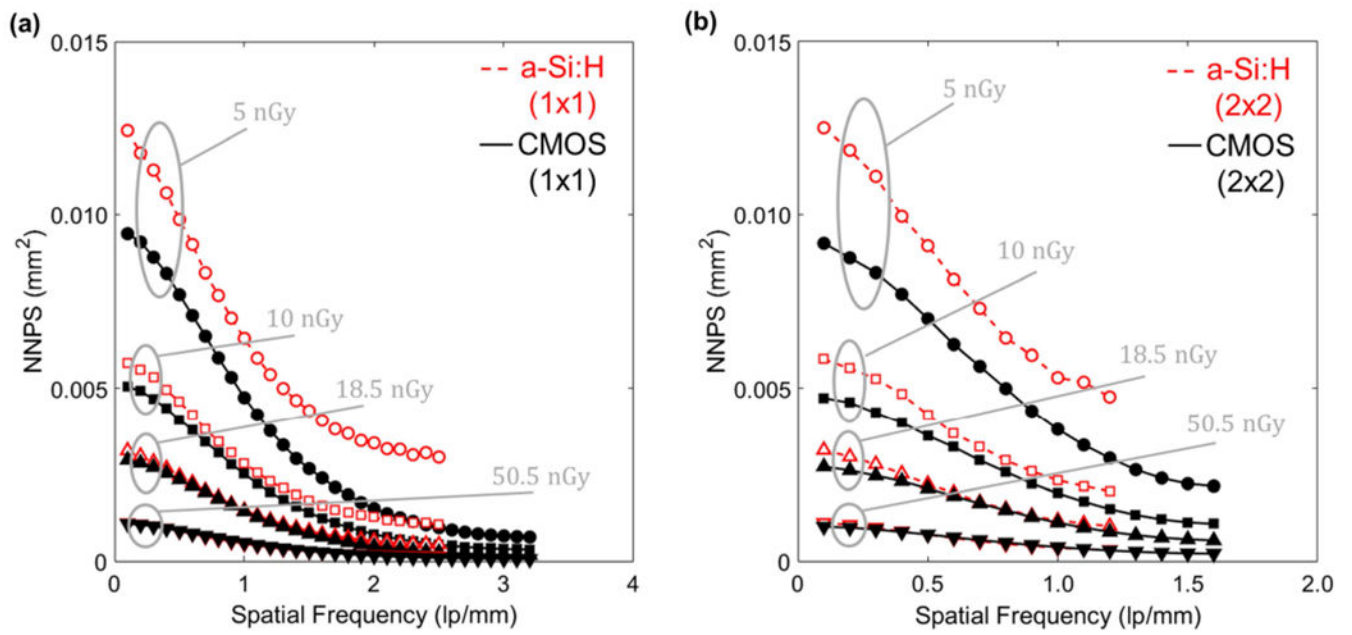 (a)
0.015
0.010
0.005
0
NNPS (mm²)
a-Si:H
(1x1)
CMOS
(1x1)
5 nGy
10 nGy
18.5 nGy
50.5 nGy
0 1 2 3 4
Spatial Frequency (lp/mm)
(b)
0.015
0.010
0.005
0
NNPS (mm²)
a-Si:H
(2x2)
CMOS
(2x2)
5 nGy
10 nGy
18.5 nGy
50.5 nGy
0 0.5 1.0 1.5 2.0
Spatial Frequency (lp/mm)